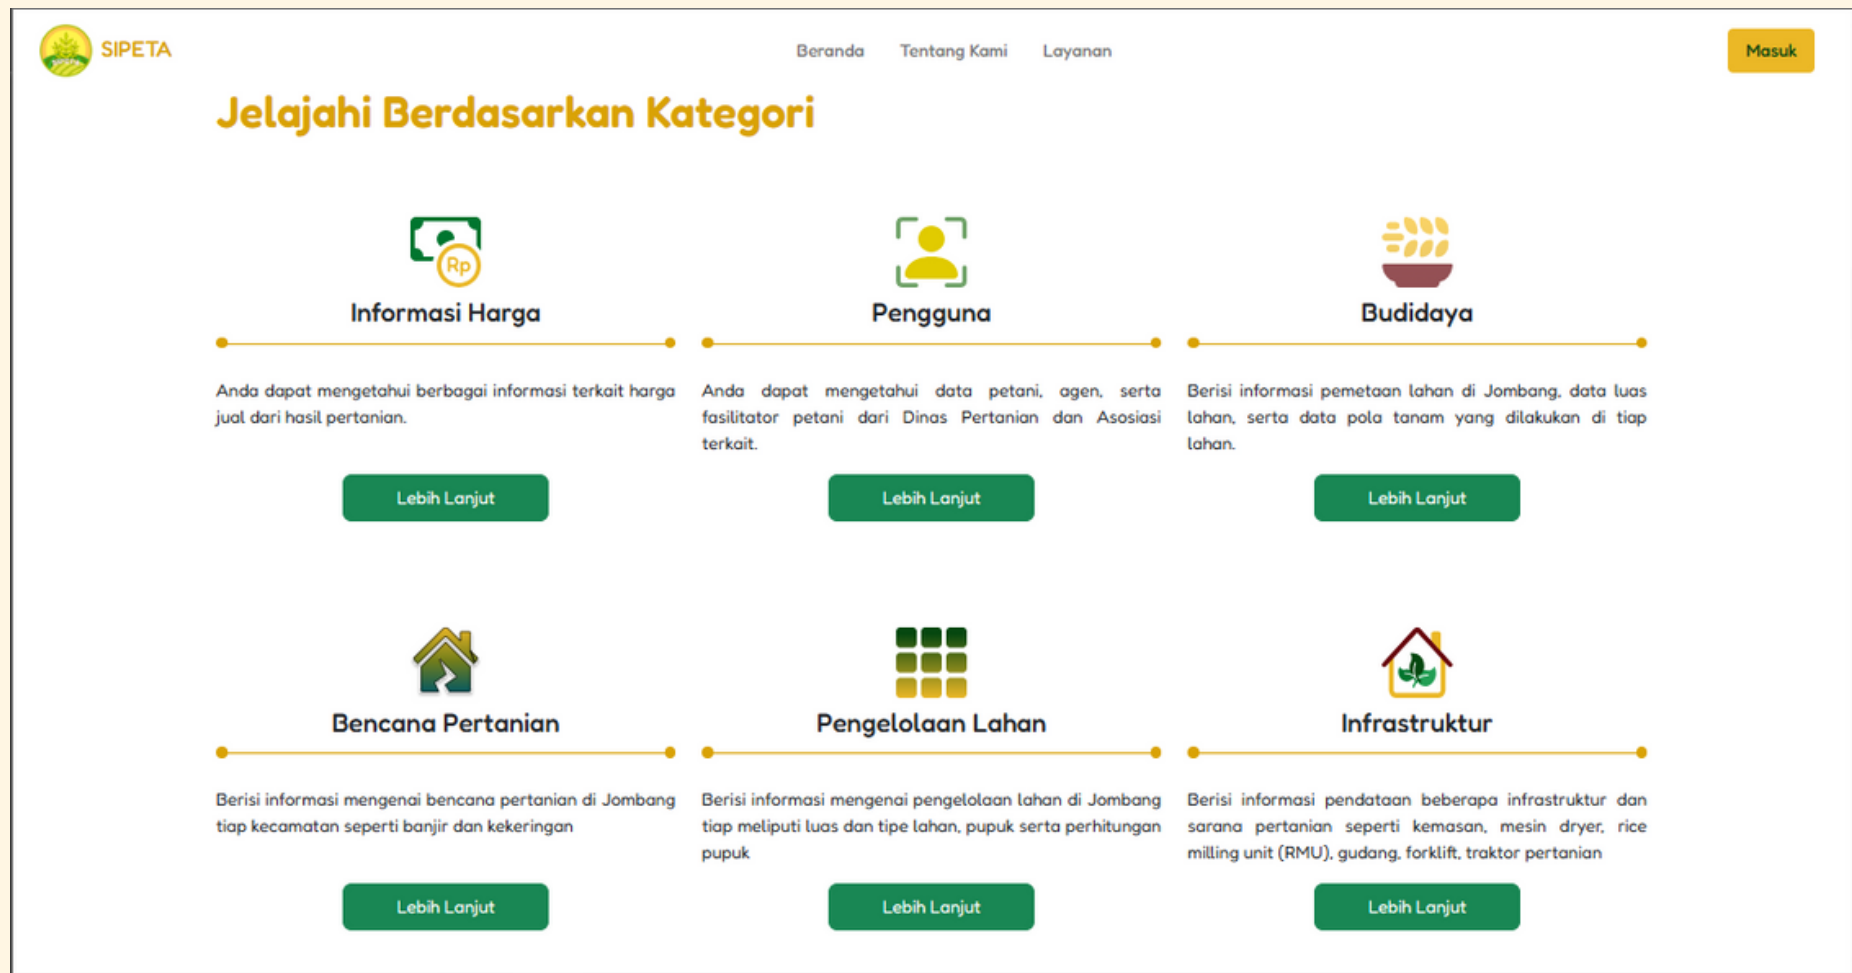 SIPETA
Beranda Tentang Kami Layanan
Masuk
Jelajahi Berdasarkan Kategori
Rp
Informasi Harga
Anda dapat mengetahui berbagai informasi terkait harga
jual dari hasil pertanian.
Lebih Lanjut
Pengguna
Anda dapat mengetahui data petani, agen, serta
fasilitator petani dari Dinas Pertanian dan Asosiasi
terkait.
Lebih Lanjut
Budidaya
Berisi informasi pemetaan lahan di Jombang, data luas
lahan, serta data pola tanam yang dilakukan di tiap
lahan.
Lebih Lanjut
Bencana Pertanian
Berisi informasi mengenai bencana pertanian di Jombang
tiap kecamatan seperti banjir dan kekeringan
Lebih Lanjut
Pengelolaan Lahan
Berisi informasi mengenai pengelolaan lahan di Jombang
tiap meliputi luas dan tipe lahan, pupuk serta perhitungan
pupuk
Lebih Lanjut
Infrastruktur
Berisi informasi pendataan beberapa infrastruktur dan
sarana pertanian seperti kemasan, mesin dryer, rice
milling unit (RMU), gudang, forklift, traktor pertanian
Lebih Lanjut